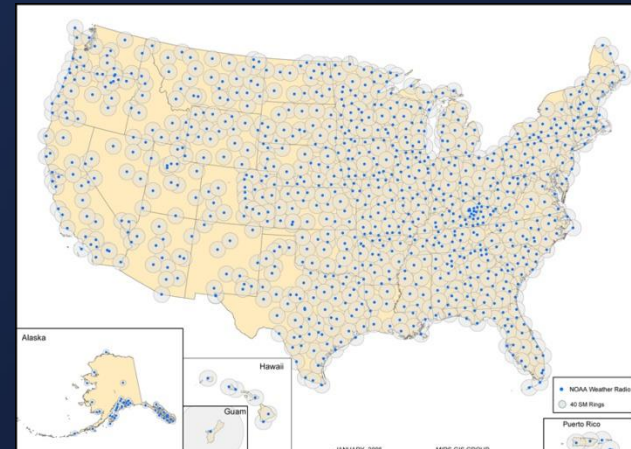 Alaska
Hawaii
Guam
NOAA Weather Radio
40 SM Rings
Puerto Rico